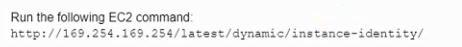 Run the following EC2 command:
http://169.254.169.254/latest/dynamic/instance-identity/